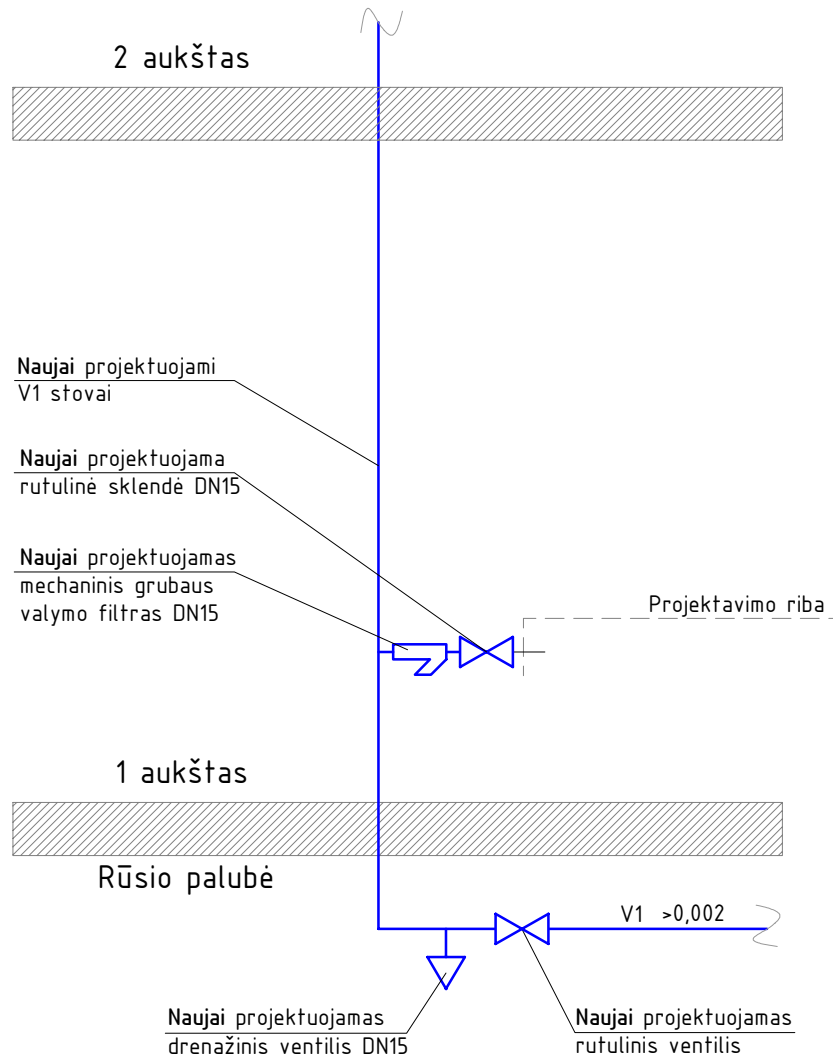 2 aukštas
Naujai projektuojami
V1 stovai
Naujai projektuojama
rutulinė sklendė DN15
Naujai projektuojamas
mechaninis grubaus
valymo filtras DN15
Projektavimo riba
1 aukštas
Rūsio palubė
V1 >0,002
Naujai projektuojamas
drenažinis ventilis DN15
Naujai projektuojamas
rutulinis ventilis